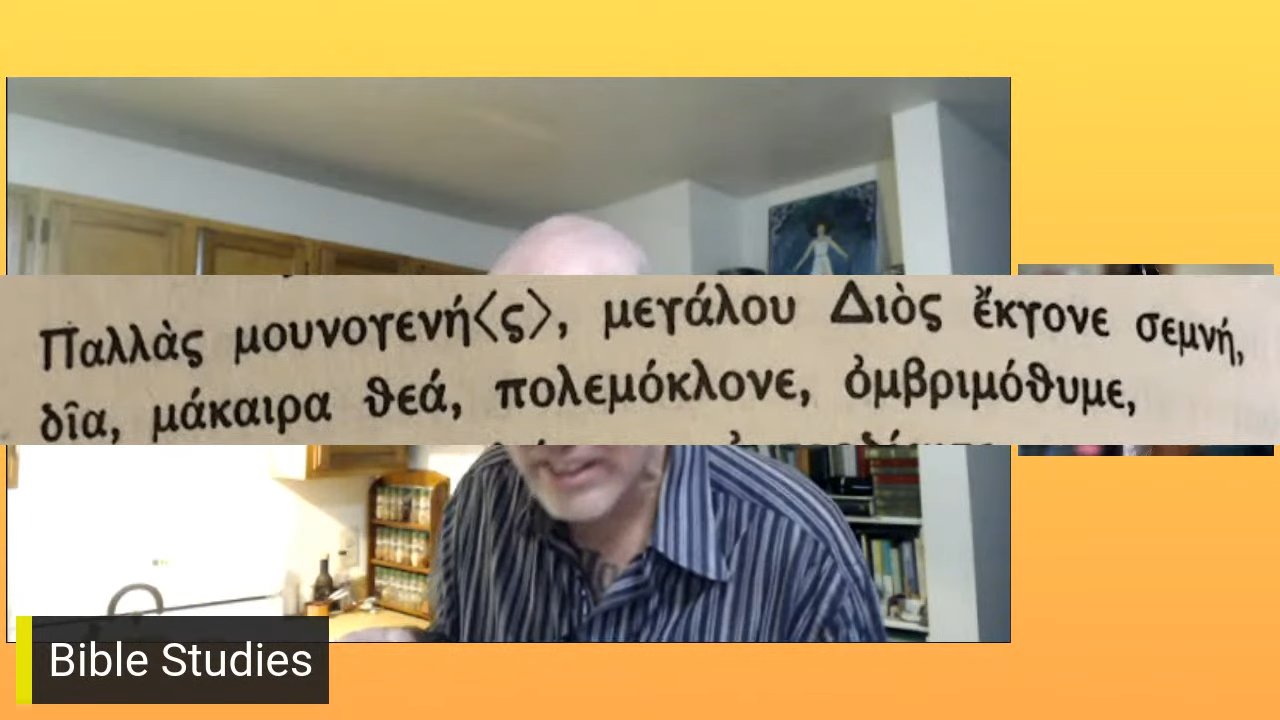 Παλλὰς μουνογενή〈ς〉, μεγάλου Διὸς ἔκγονε σεμνή,
δῖα, μάκαιρα θεά, πολεμόκλονε, ὀμβριμόθυμε,
Bible Studies